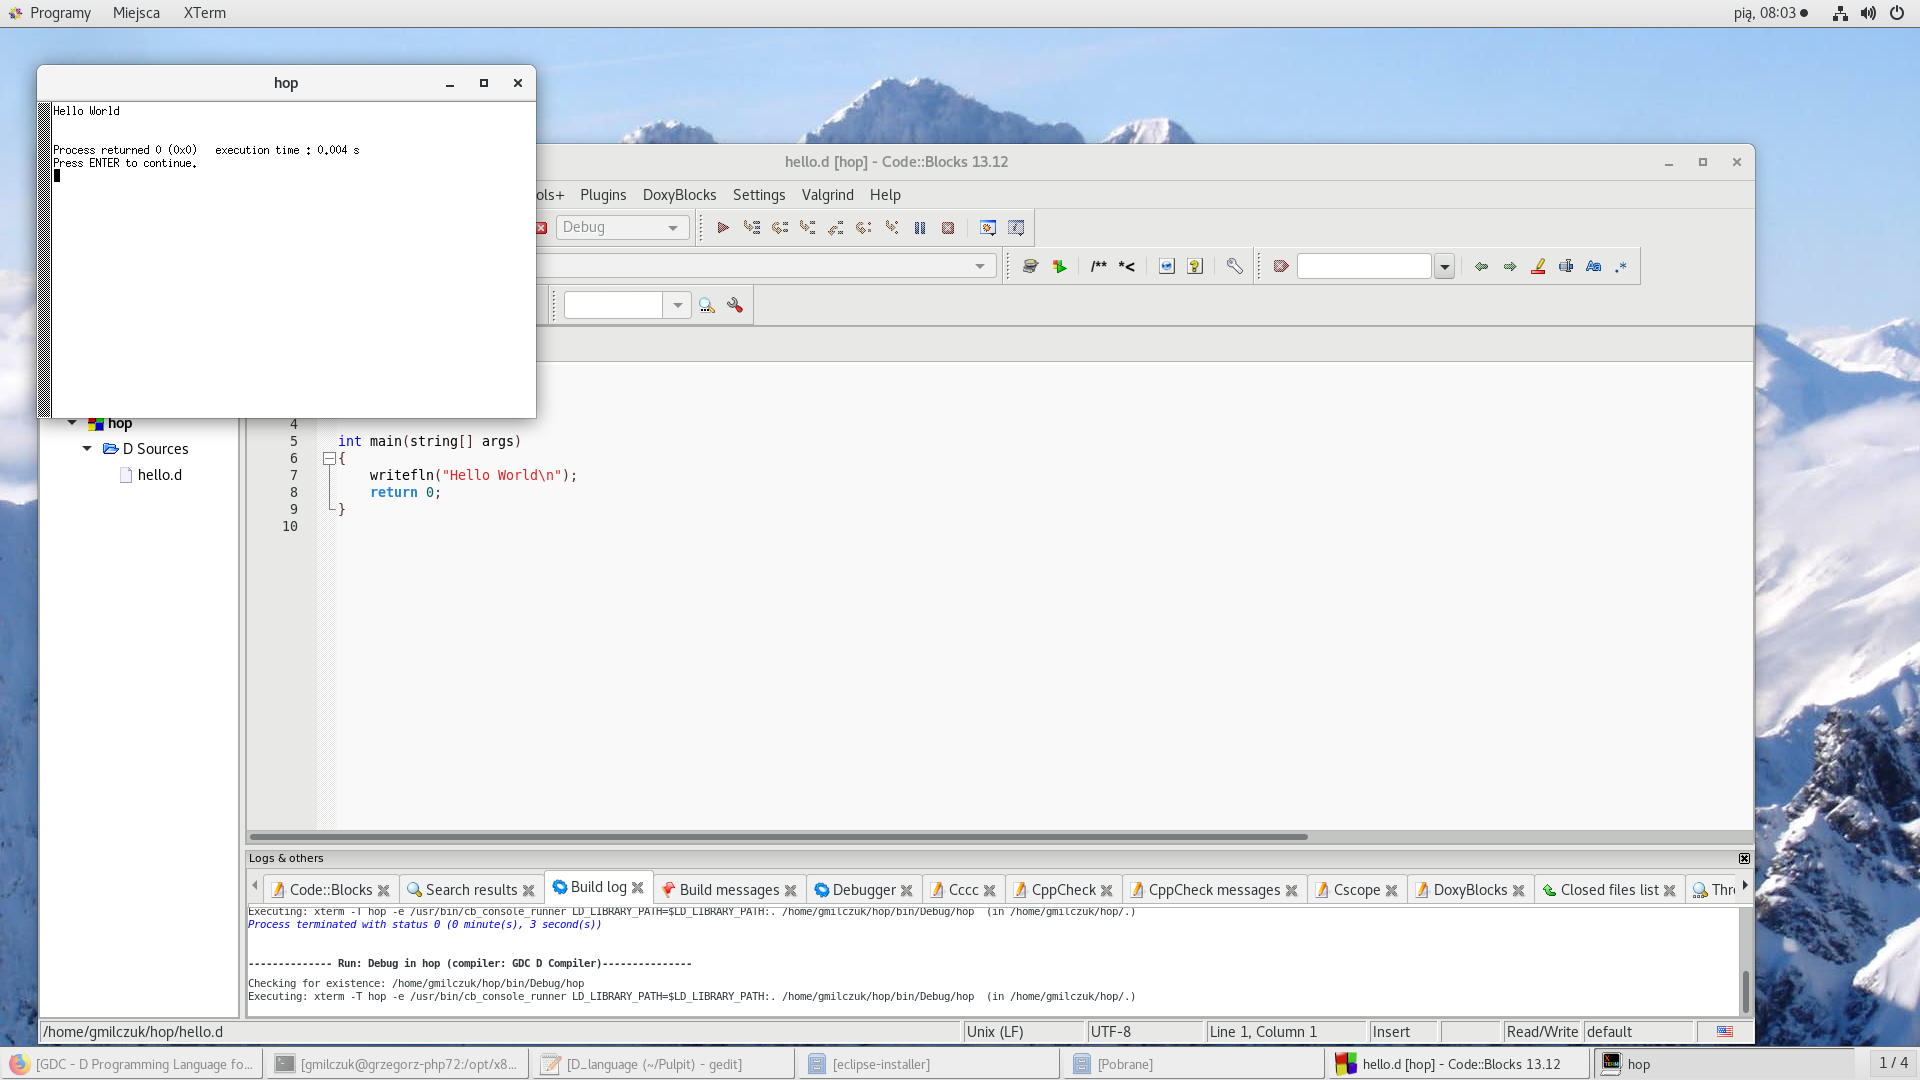 Programy Miejsca XTerm pią, 08:03
hop
Hello World
Process returned 0 (0x0) execution time : 0.004 s
Press ENTER to continue.
hello.d [hop] - Code::Blocks 13.12
ols+ Plugins DoxyBlocks Settings Valgrind Help
Debug
/** *<
Aa .*
hop
D Sources
hello.d
4
5 int main(string[] args)
6 {
7 writefln("Hello World\n");
8 return 0;
9 }
10
Logs & others
Code::Blocks Search results Build log Build messages Debugger Cccc CppCheck CppCheck messages Cscope DoxyBlocks Closed files list Thre
Executing: xterm -T hop -e /usr/bin/cb_console_runner LD_LIBRARY_PATH=$LD_LIBRARY_PATH:. /home/gmilczuk/hop/bin/Debug/hop (in /home/gmilczuk/hop/.)
Process terminated with status 0 (0 minute(s), 3 second(s))
-------------- Run: Debug in hop (compiler: GDC D Compiler)---------------
Checking for existence: /home/gmilczuk/hop/bin/Debug/hop
Executing: xterm -T hop -e /usr/bin/cb_console_runner LD_LIBRARY_PATH=$LD_LIBRARY_PATH:. /home/gmilczuk/hop/bin/Debug/hop (in /home/gmilczuk/hop/.)
/home/gmilczuk/hop/hello.d Unix (LF) UTF-8 Line 1, Column 1 Insert Read/Write default
[GDC - D Programming Language fo... [gmilczuk@grzegorz-php72:/opt/x8... [D_language (~/Pulpit) - gedit] [eclipse-installer] [Pobrane] hello.d [hop] - Code::Blocks 13.12 hop 1 / 4